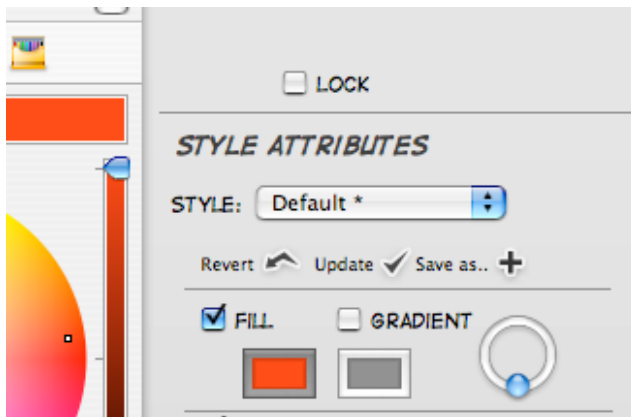 LOCK
STYLE ATTRIBUTES
STYLE: Default *
Revert Update Save as..
FILL GRADIENT